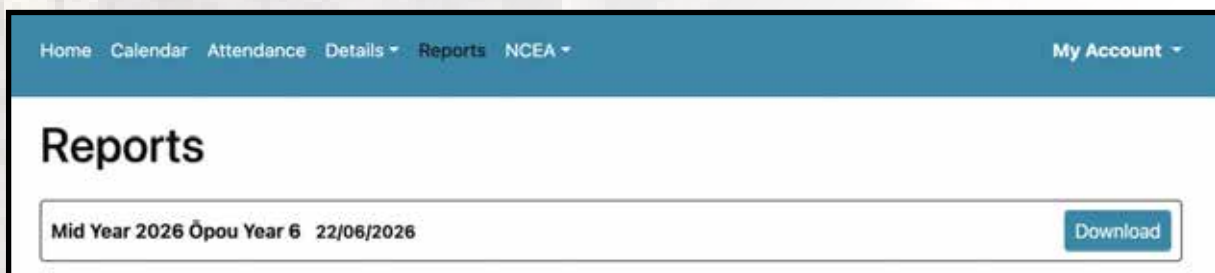 Home Calendar Attendance Details Reports NCEA My Account
Reports
Mid Year 2026 Ōpou Year 6 22/06/2026 Download